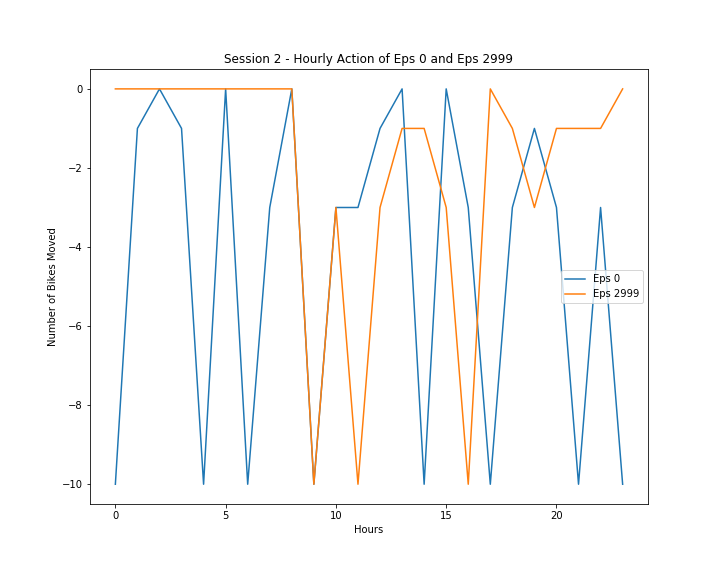 Session 2 - Hourly Action of Eps 0 and Eps 2999
Number of Bikes Moved
0
−2
−4
−6
−8
−10
Eps 0
Eps 2999
0 5 10 15 20
Hours